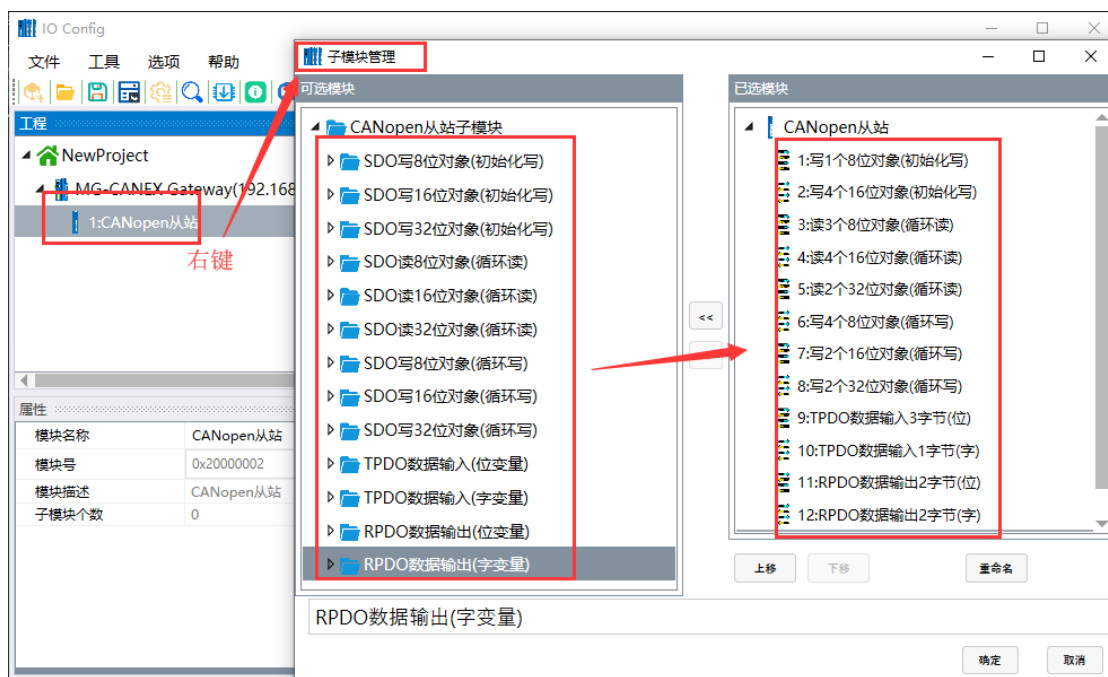 IO Config
文件 工具 选项 帮助
工程
NewProject
MG-CANEX Gateway(192.168
1:CANopen从站
右键
属性
模块名称 CANopen从站
模块号 0x20000002
模块描述 CANopen从站
子模块个数 0
子模块管理
可选模块
CANopen从站子模块
SDO写8位对象(初始化写)
SDO写16位对象(初始化写)
SDO写32位对象(初始化写)
SDO读8位对象(循环读)
SDO读16位对象(循环读)
SDO读32位对象(循环读)
SDO写8位对象(循环写)
SDO写16位对象(循环写)
SDO写32位对象(循环写)
TPDO数据输入(位变量)
TPDO数据输入(字变量)
RPDO数据输出(位变量)
RPDO数据输出(字变量)
<<
已选模块
CANopen从站
1:写1个8位对象(初始化写)
2:写4个16位对象(初始化写)
3:读3个8位对象(循环读)
4:读4个16位对象(循环读)
5:读2个32位对象(循环读)
6:写4个8位对象(循环写)
7:写2个16位对象(循环写)
8:写2个32位对象(循环写)
9:TPDO数据输入3字节(位)
10:TPDO数据输入1字节(字)
11:RPDO数据输出2字节(位)
12:RPDO数据输出2字节(字)
上移 下移 重命名
RPDO数据输出(字变量)
确定 取消